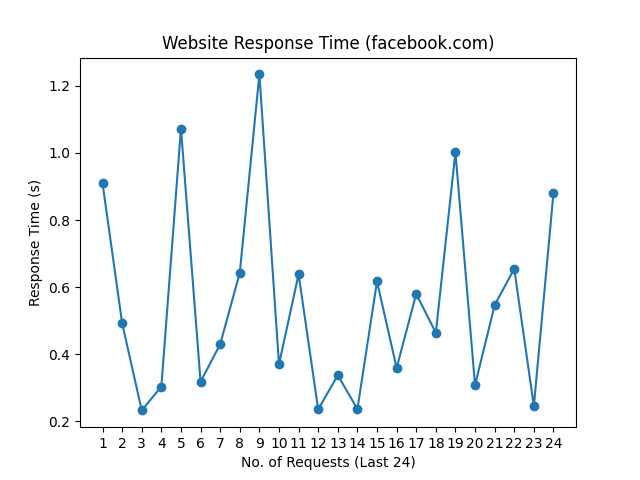 Website Response Time (facebook.com)
Response Time (s)
1.2
1.0
0.8
0.6
0.4
0.2
1 2 3 4 5 6 7 8 9 10 11 12 13 14 15 16 17 18 19 20 21 22 23 24
No. of Requests (Last 24)